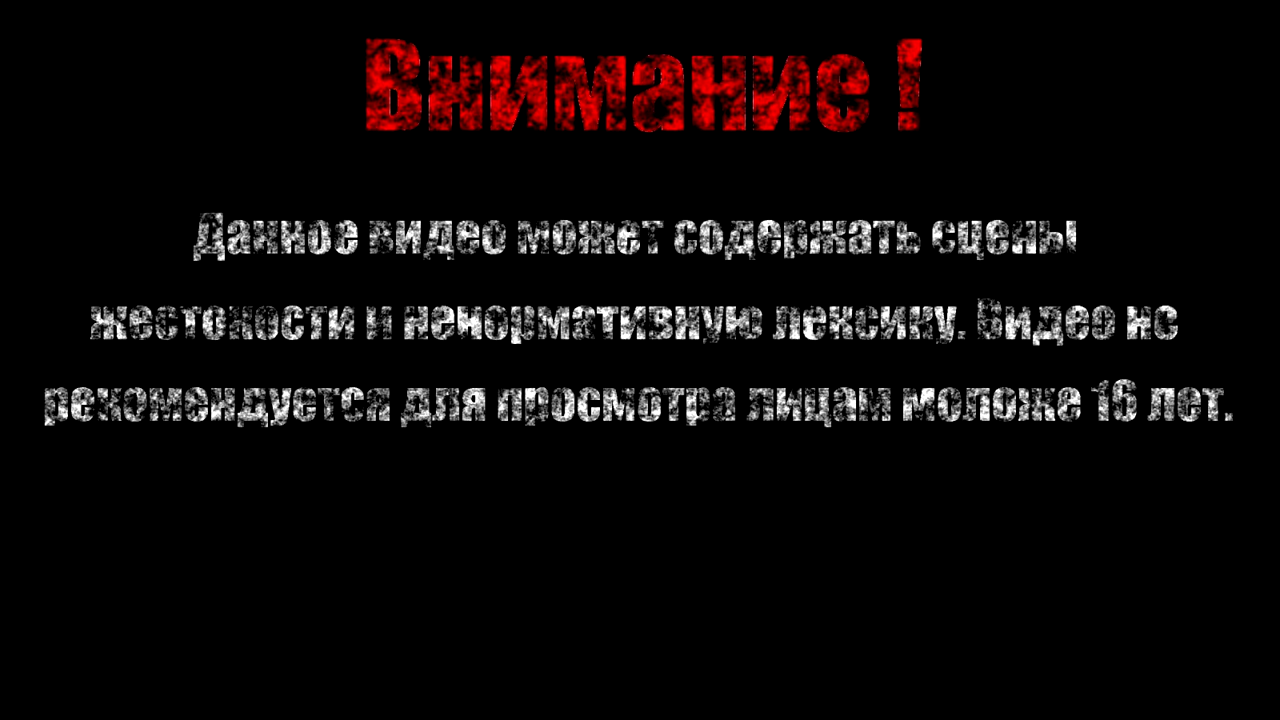 Внимание !
Данное видео может содержать сцены
жестокости и ненормативную лексику. Видео не
рекомендуется для просмотра лицам моложе 16 лет.